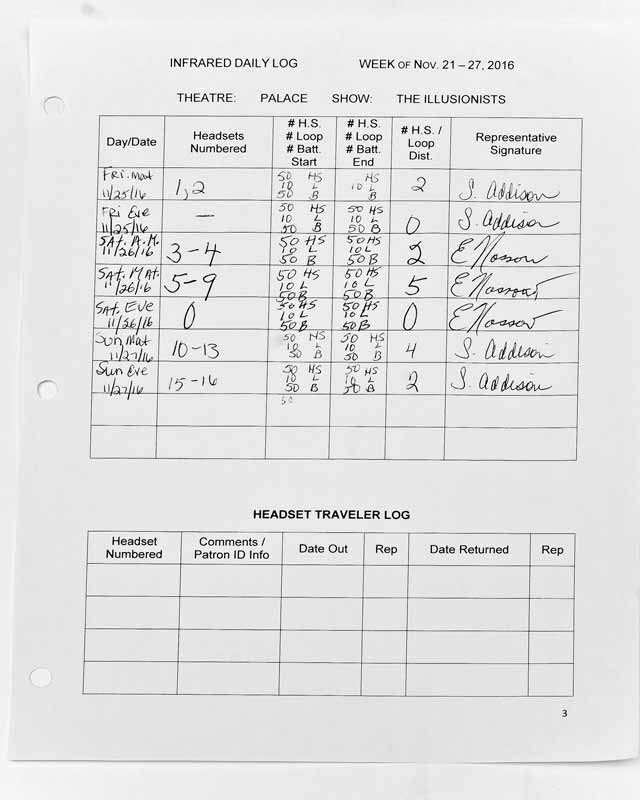 INFRARED DAILY LOG WEEK OF NOV. 21 – 27, 2016
THEATRE: PALACE SHOW: THE ILLUSIONISTS
Day/Date Headsets Numbered # H.S. # Loop # Batt. Start # H.S. # Loop # Batt. End # H.S. / Loop Dist. Representative Signature
Fri. Mat 11/25/16 1,2 50 HS 10 L 50 B HS 10 L B 2 S. Addison
Fri Eve 11/25/16 — 50 HS 10 L 50 B 50 HS 10 L 50 B 0 S. Addison
SAT. A.M. 11/26/16 3-4 50 HS 10 L 50 B 50 HS 10 L 50 B 2 E Nosson
SAT. MAT. 11/26/16 5-9 50 HS 10 L 50 B 50 HS 10 L 50 B 5 E Nosson
SAT. EVE 11/26/16 0 50 HS 10 L 50 B 50 HS 10 L 50 B 0 E Nosson
Sun Mat 11/27/16 10-13 50 HS 10 L 50 B 50 HS 10 L 50 B 4 S. Addison
Sun Eve 11/27/16 15-16 50 HS 10 L 50 B 50 HS 10 L 50 B 2 S. Addison
50
HEADSET TRAVELER LOG
Headset Numbered Comments / Patron ID Info Date Out Rep Date Returned Rep
3